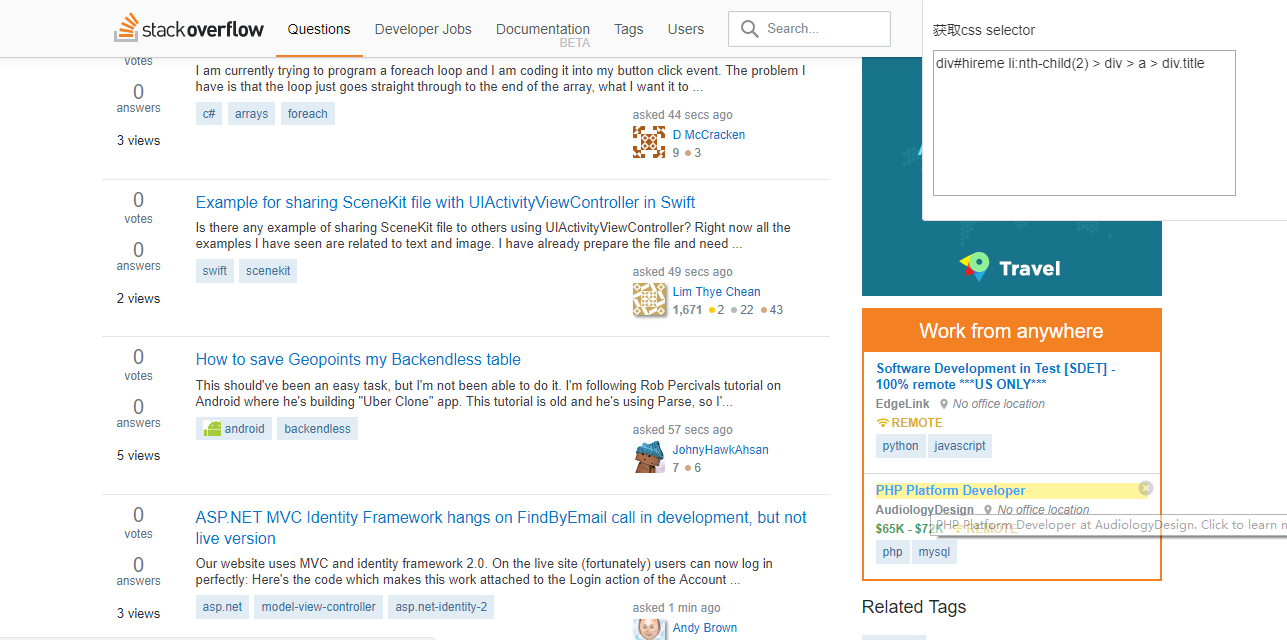 stackoverflow
Questions
Developer Jobs
Documentation
BETA
Tags
Users
Search...
获取css selector
div#hireme li:nth-child(2) > div > a > div.title
votes
0
answers
3 views
I am currently trying to program a foreach loop and I am coding it into my button click event. The problem I
have is that the loop just goes straight through to the end of the array, what I want it to ...
c#
arrays
foreach
asked 44 secs ago
D McCracken
9 3
0
votes
0
answers
2 views
Example for sharing SceneKit file with UIActivityViewController in Swift
Is there any example of sharing SceneKit file to others using UIActivityViewController? Right now all the
examples I have seen are related to text and image. I have already prepare the file and need ...
swift
scenekit
asked 49 secs ago
Lim Thye Chean
1,671 2 22 43
0
votes
0
answers
5 views
How to save Geopoints my Backendless table
This should've been an easy task, but I'm not been able to do it. I'm following Rob Percivals tutorial on
Android where he's building "Uber Clone" app. This tutorial is old and he's using Parse, so I'...
android
backendless
asked 57 secs ago
JohnyHawkAhsan
7 6
0
votes
0
answers
3 views
ASP.NET MVC Identity Framework hangs on FindByEmail call in development, but not
live version
Our website uses MVC and identity framework 2.0. On the live site (fortunately) users can now log in
perfectly: Here's the code which makes this work attached to the Login action of the Account ...
asp.net
model-view-controller
asp.net-identity-2
asked 1 min ago
Andy Brown
Travel
Work from anywhere
Software Development in Test [SDET] -
100% remote ***US ONLY***
EdgeLink No office location
REMOTE
python
javascript
PHP Platform Developer
AudiologyDesign No office location
$65K - $72K REMOTE
PHP Platform Developer at AudiologyDesign. Click to learn
php
mysql
Related Tags